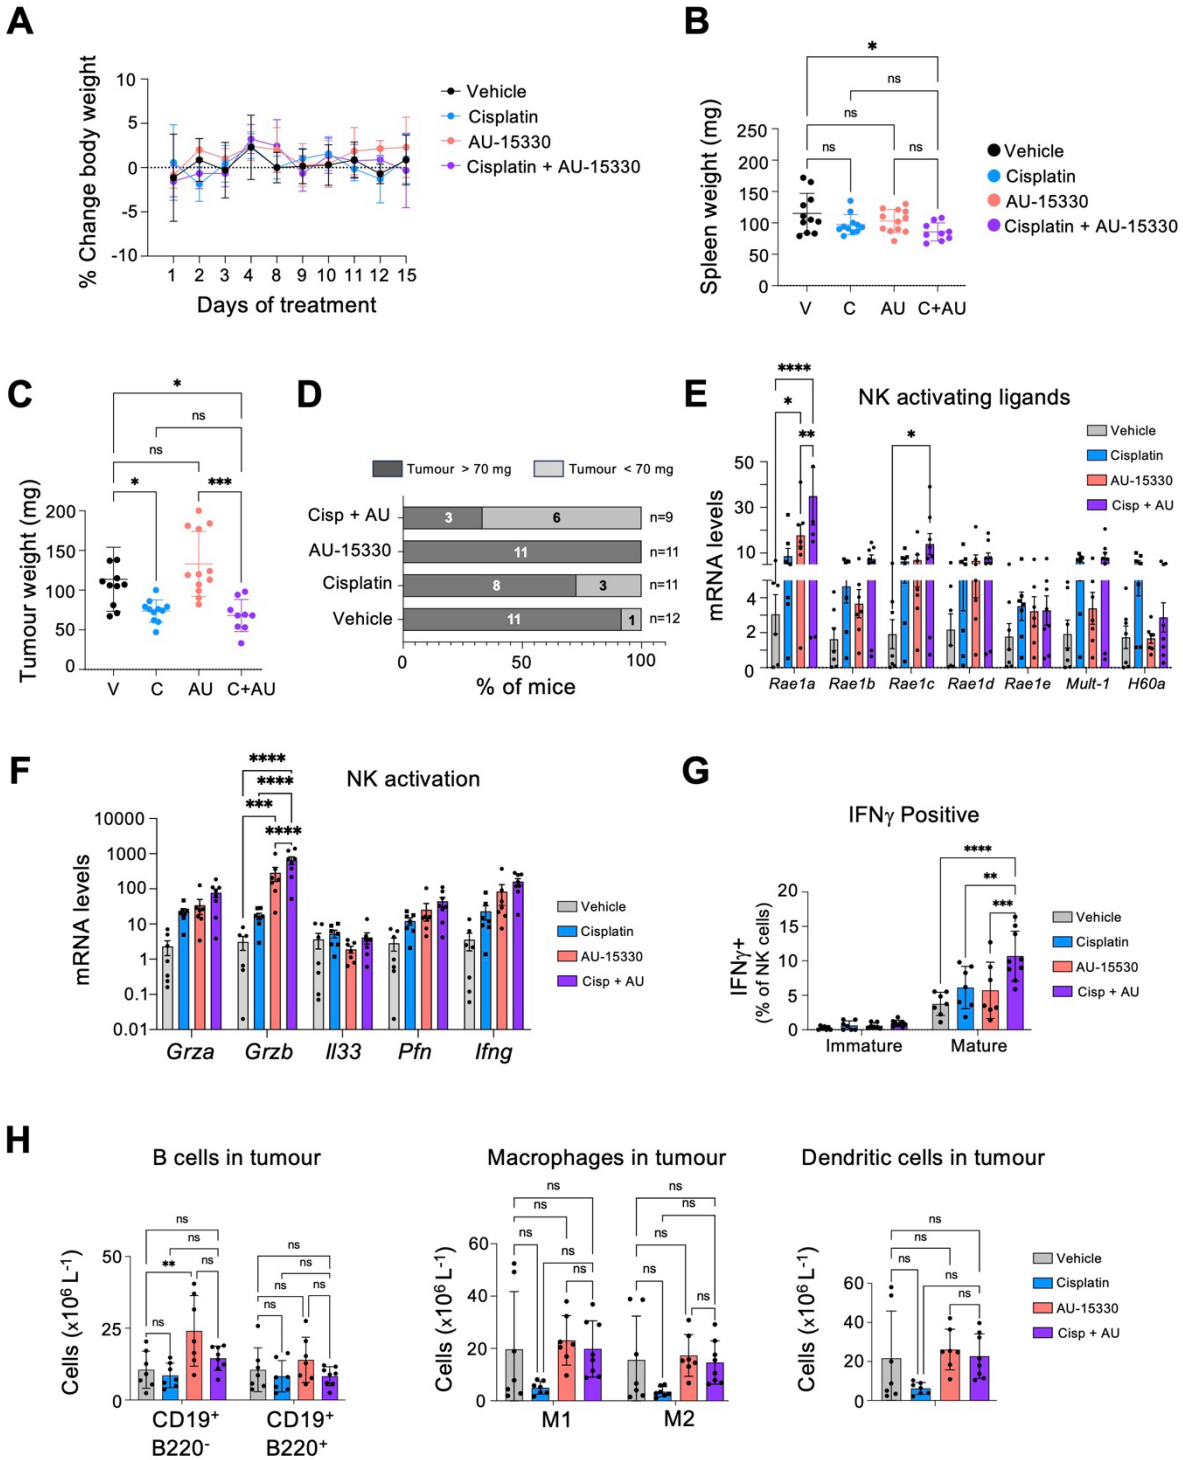 A
% Change body weight
10
5
0
-5
-10
1 2 3 4 8 9 10 11 12 15
Days of treatment
Vehicle
Cisplatin
AU-15330
Cisplatin + AU-15330
B
*
ns
ns
ns ns
Spleen weight (mg)
250
200
150
100
50
0
V C AU C+AU
Vehicle
Cisplatin
AU-15330
Cisplatin + AU-15330
C
*
ns
ns
* ***
Tumour weight (mg)
200
150
100
50
0
V C AU C+AU
D
Tumour > 70 mg Tumour < 70 mg
Cisp + AU 3 6 n=9
AU-15330 11 n=11
Cisplatin 8 3 n=11
Vehicle 11 1 n=12
0 50 100
% of mice
E
NK activating ligands
****
*
**
*
mRNA levels
50
30
10
4
2
0
Rae1a Rae1b Rae1c Rae1d Rae1e Mult-1 H60a
Vehicle
Cisplatin
AU-15330
Cisp + AU
F
NK activation
****
****
***
****
mRNA levels
10000
1000
100
10
1
0.1
0.01
Grza Grzb Il33 Pfn Ifng
Vehicle
Cisplatin
AU-15330
Cisp + AU
G
IFNγ Positive
****
**
***
IFNγ+
(% of NK cells)
20
15
10
5
0
Immature Mature
Vehicle
Cisplatin
AU-15530
Cisp + AU
H
B cells in tumour
ns
ns
** ns
ns
ns
ns
ns ns
Cells (x10⁶ L⁻¹)
50
25
0
CD19⁺ CD19⁺
B220⁻ B220⁺
Macrophages in tumour
ns
ns
ns ns
ns
ns
ns
ns
ns
ns
Cells (x10⁶ L⁻¹)
60
40
20
0
M1 M2
Dendritic cells in tumour
ns
ns
ns ns
ns
Cells (x10⁶ L⁻¹)
60
40
20
0
Vehicle
Cisplatin
AU-15330
Cisp + AU